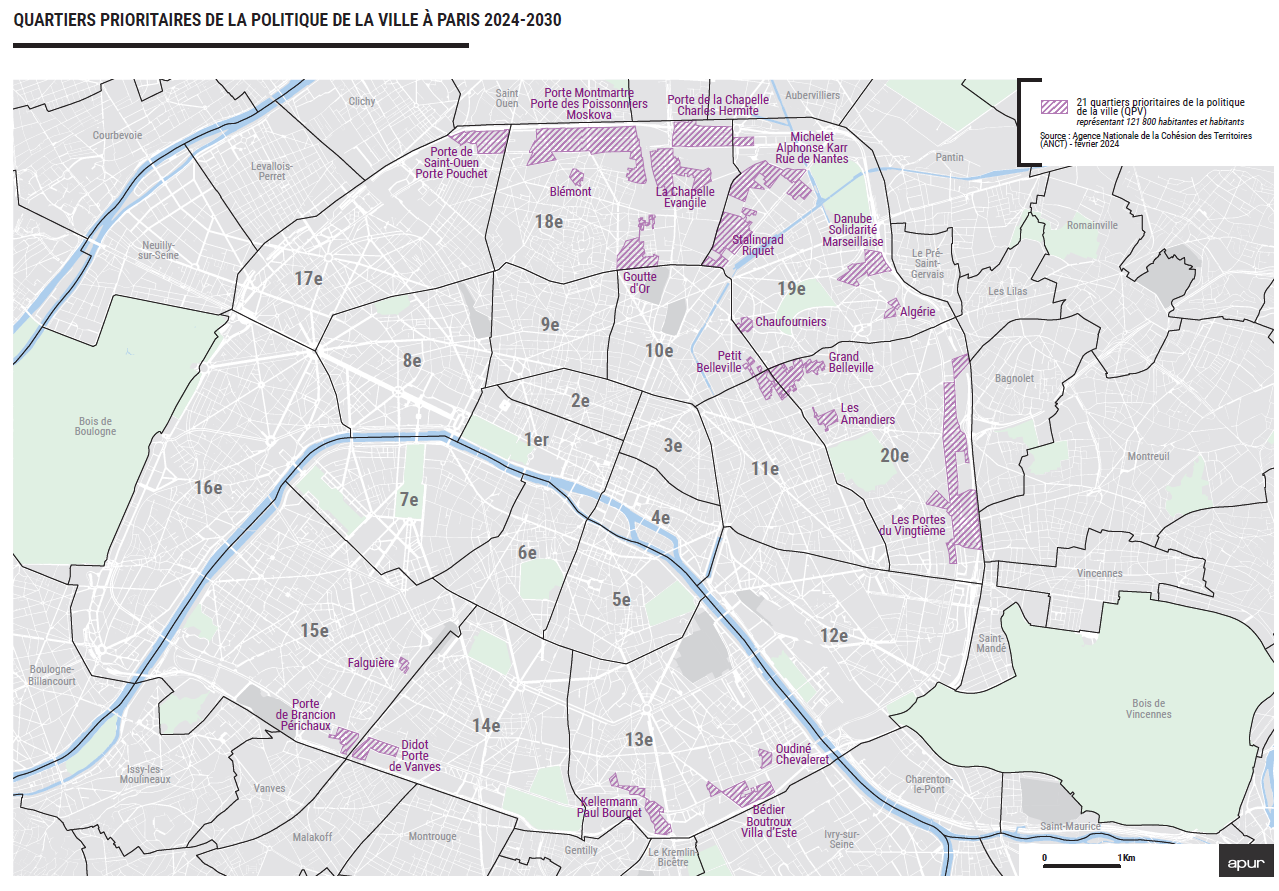 QUARTIERS PRIORITAIRES DE LA POLITIQUE DE LA VILLE À PARIS 2024-2030
21 quartiers prioritaires de la politique
de la ville (QPV)
représentant 121 800 habitantes et habitants
Source : Agence Nationale de la Cohésion des Territoires
(ANCT) - février 2024
Clichy
Saint
Ouen
Porte Montmartre
Porte des Poissonniers
Moskova
Porte de la Chapelle
Charles Hermite
Aubervilliers
Courbevoie
Levallois-
Perret
Porte de
Saint-Ouen
Porte Pouchet
Michelet
Alphonse Karr
Rue de Nantes
Pantin
Blémont
La Chapelle
Evangile
18e
Neuilly-
sur-Seine
Stalingrad
Riquet
Danube
Solidarité
Marseillaise
Romainville
Le Pré-
Saint-
Gervais
17e
Goutte
d'Or
19e
Les Lilas
Algérie
9e
Chaufourniers
10e
8e
Petit
Belleville
Grand
Belleville
Bagnolet
2e
Les
Amandiers
Bois de
Boulogne
1er
3e
11e
20e
Montreuil
16e
7e
4e
Les Portes
du Vingtième
6e
Vincennes
5e
15e
12e
Saint-
Mandé
Falguière
Boulogne-
Billancourt
Porte
de Brancion
Périchaux
14e
13e
Bois de
Vincennes
Didot
Porte
de Vanves
Oudiné
Chevaleret
Issy-les-
Moulineaux
Vanves
Charenton-
le-Pont
Kellermann
Paul Bourget
Bédier
Boutroux
Villa d'Este
Saint-Maurice
Malakoff
Montrouge
Gentilly
Le Kremlin-
Bicêtre
Ivry-sur-
Seine
0 1 Km
apur